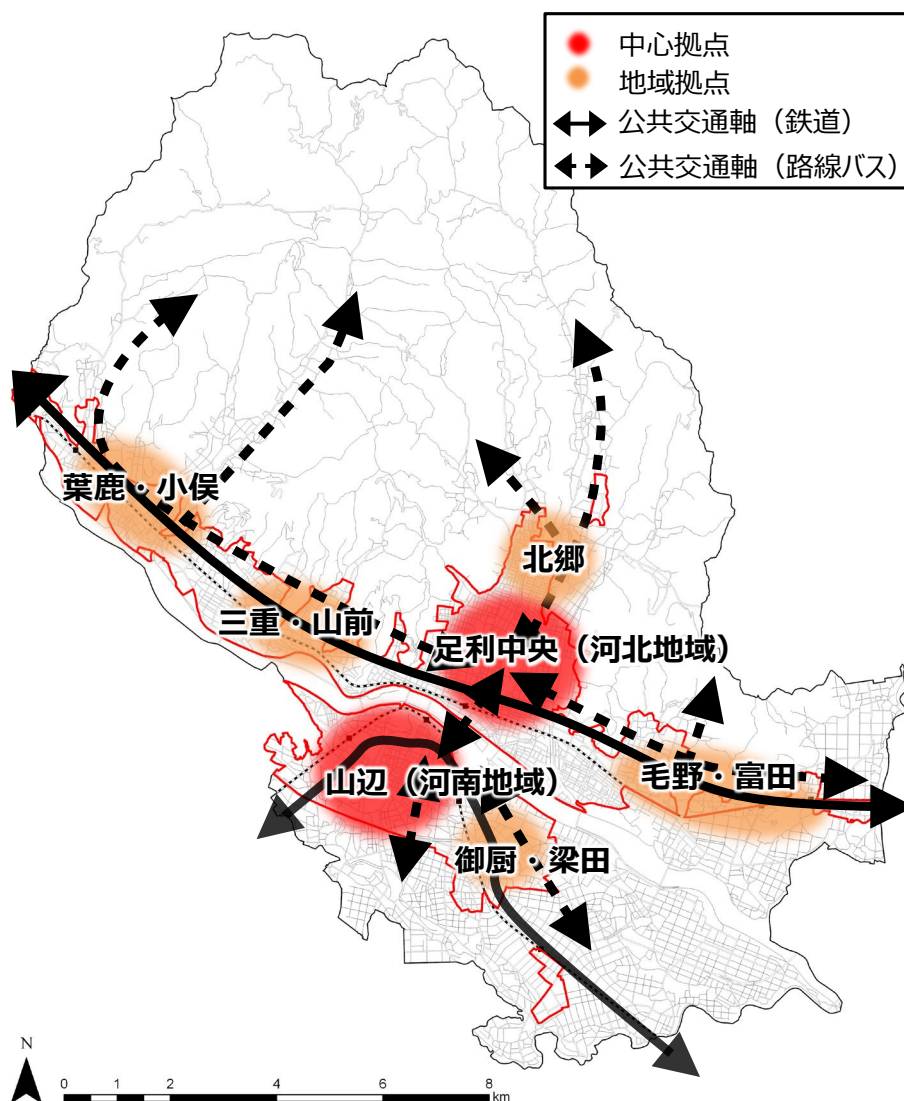 中心拠点
地域拠点
公共交通軸（鉄道）
公共交通軸（路線バス）
葉鹿・小俣
北郷
三重・山前
足利中央（河北地域）
山辺（河南地域）
毛野・富田
御厨・梁田
N
0 1 2 4 6 8
km